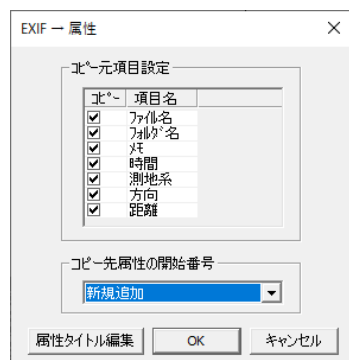 EXIF → 属性
ｺﾋﾟｰ元項目設定
ｺﾋﾟｰ 項目名
ﾌｧｲﾙ名
ﾌｫﾙﾀﾞ名
ﾒﾓ
時間
測地系
方向
距離
コピー先属性の開始番号
新規追加
属性ﾀｲﾄﾙ編集 OK キャンセル